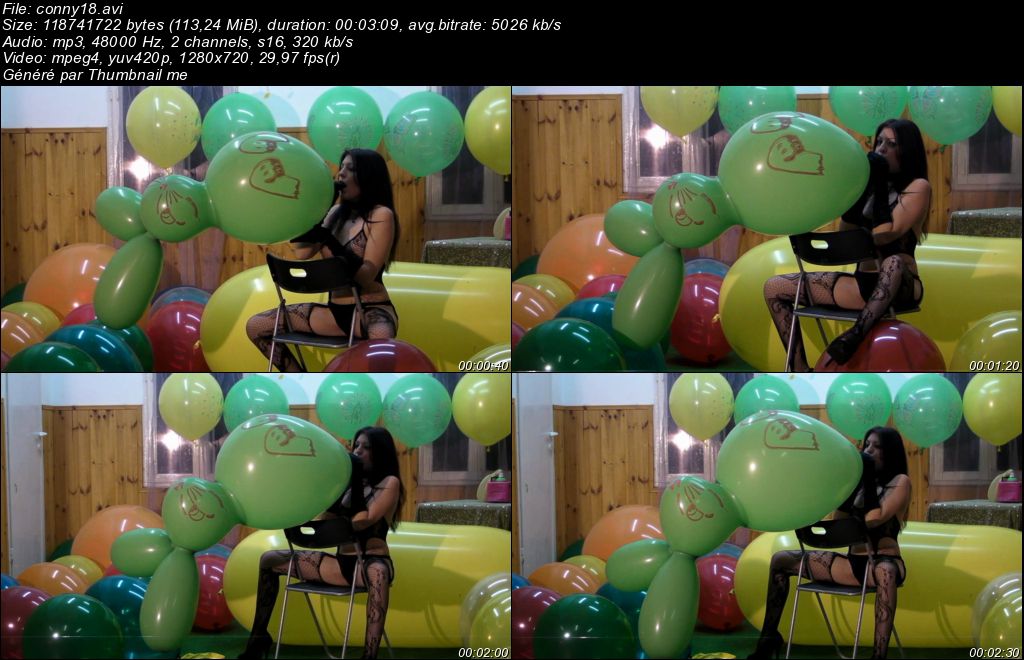 File: conny18.avi
Size: 118741722 bytes (113,24 MiB), duration: 00:03:09, avg.bitrate: 5026 kb/s
Audio: mp3, 48000 Hz, 2 channels, s16, 320 kb/s
Video: mpeg4, yuv420p, 1280x720, 29,97 fps(r)
Généré par Thumbnail me
00:00:40
00:01:20
00:02:00
00:02:30